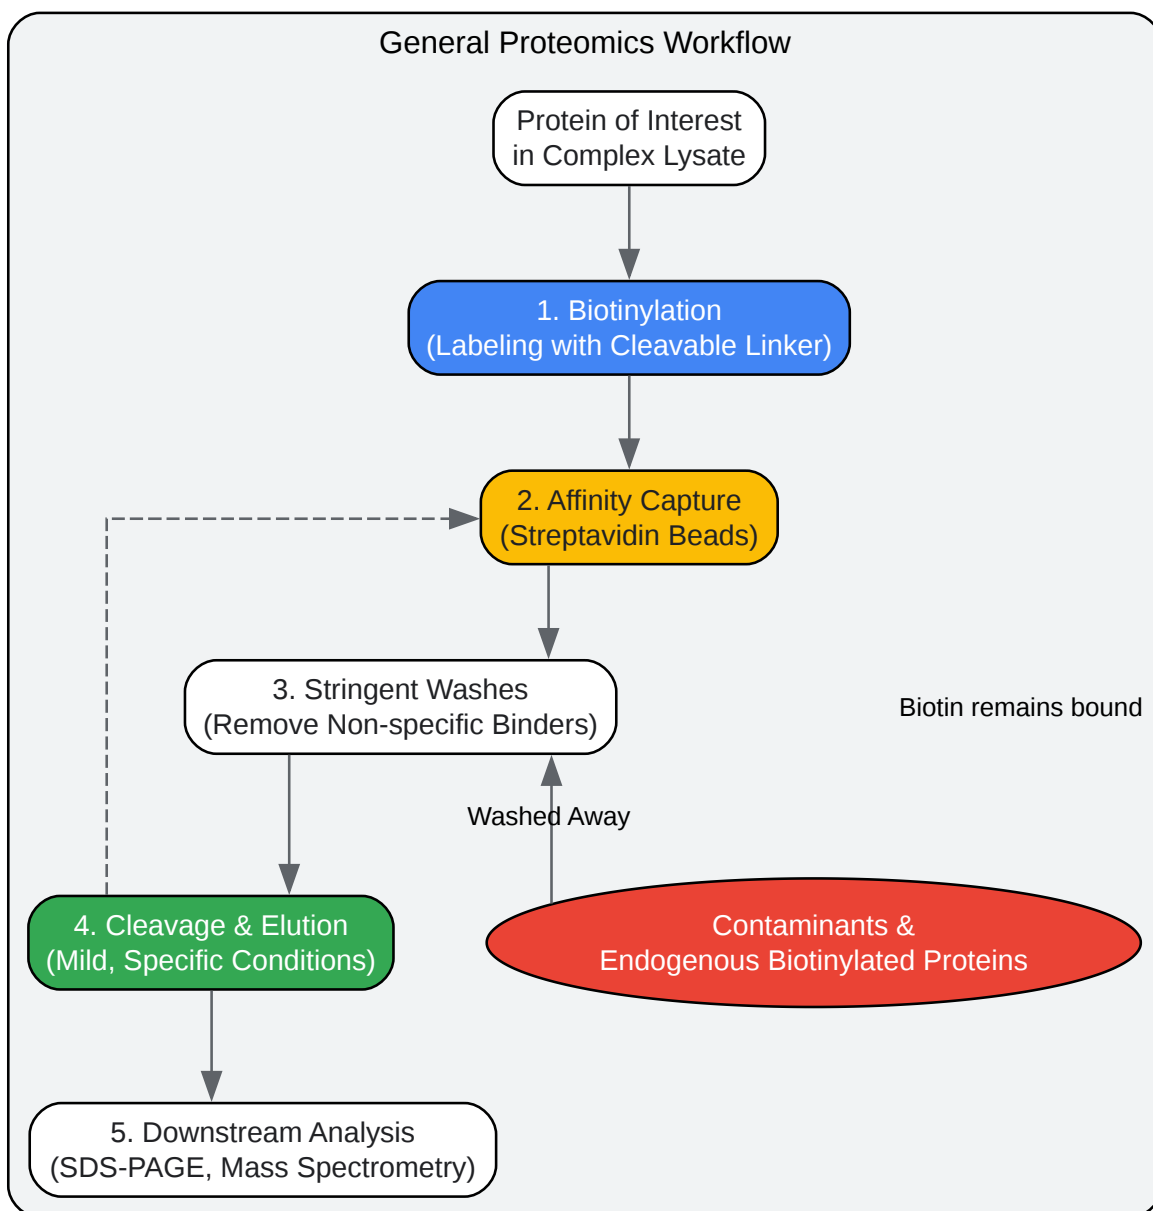 General Proteomics Workflow
Protein of Interest
in Complex Lysate
1. Biotinylation
(Labeling with Cleavable Linker)
2. Affinity Capture
(Streptavidin Beads)
3. Stringent Washes
(Remove Non-specific Binders)
Biotin remains bound
Washed Away
4. Cleavage & Elution
(Mild, Specific Conditions)
Contaminants &
Endogenous Biotinylated Proteins
5. Downstream Analysis
(SDS-PAGE, Mass Spectrometry)